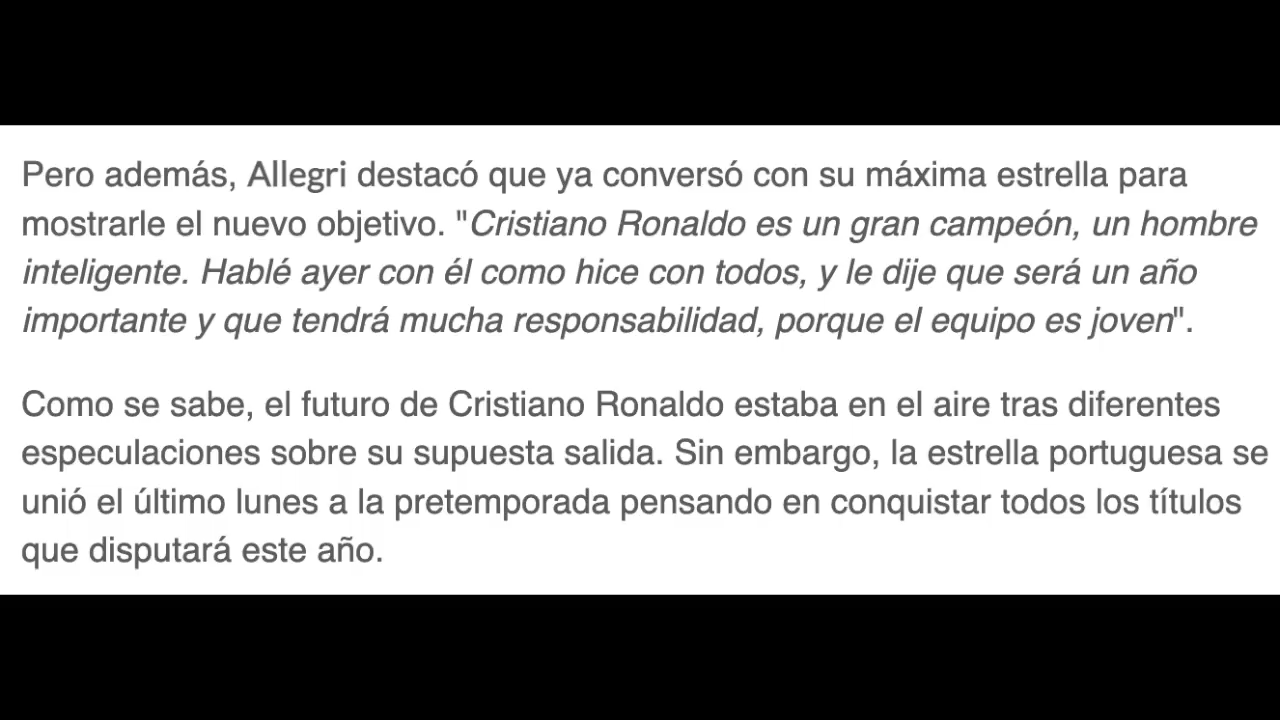 Pero además, Allegri destacó que ya conversó con su máxima estrella para
mostrarle el nuevo objetivo. "Cristiano Ronaldo es un gran campeón, un hombre
inteligente. Hablé ayer con él como hice con todos, y le dije que será un año
importante y que tendrá mucha responsabilidad, porque el equipo es joven".
Como se sabe, el futuro de Cristiano Ronaldo estaba en el aire tras diferentes
especulaciones sobre su supuesta salida. Sin embargo, la estrella portuguesa se
unió el último lunes a la pretemporada pensando en conquistar todos los títulos
que disputará este año.